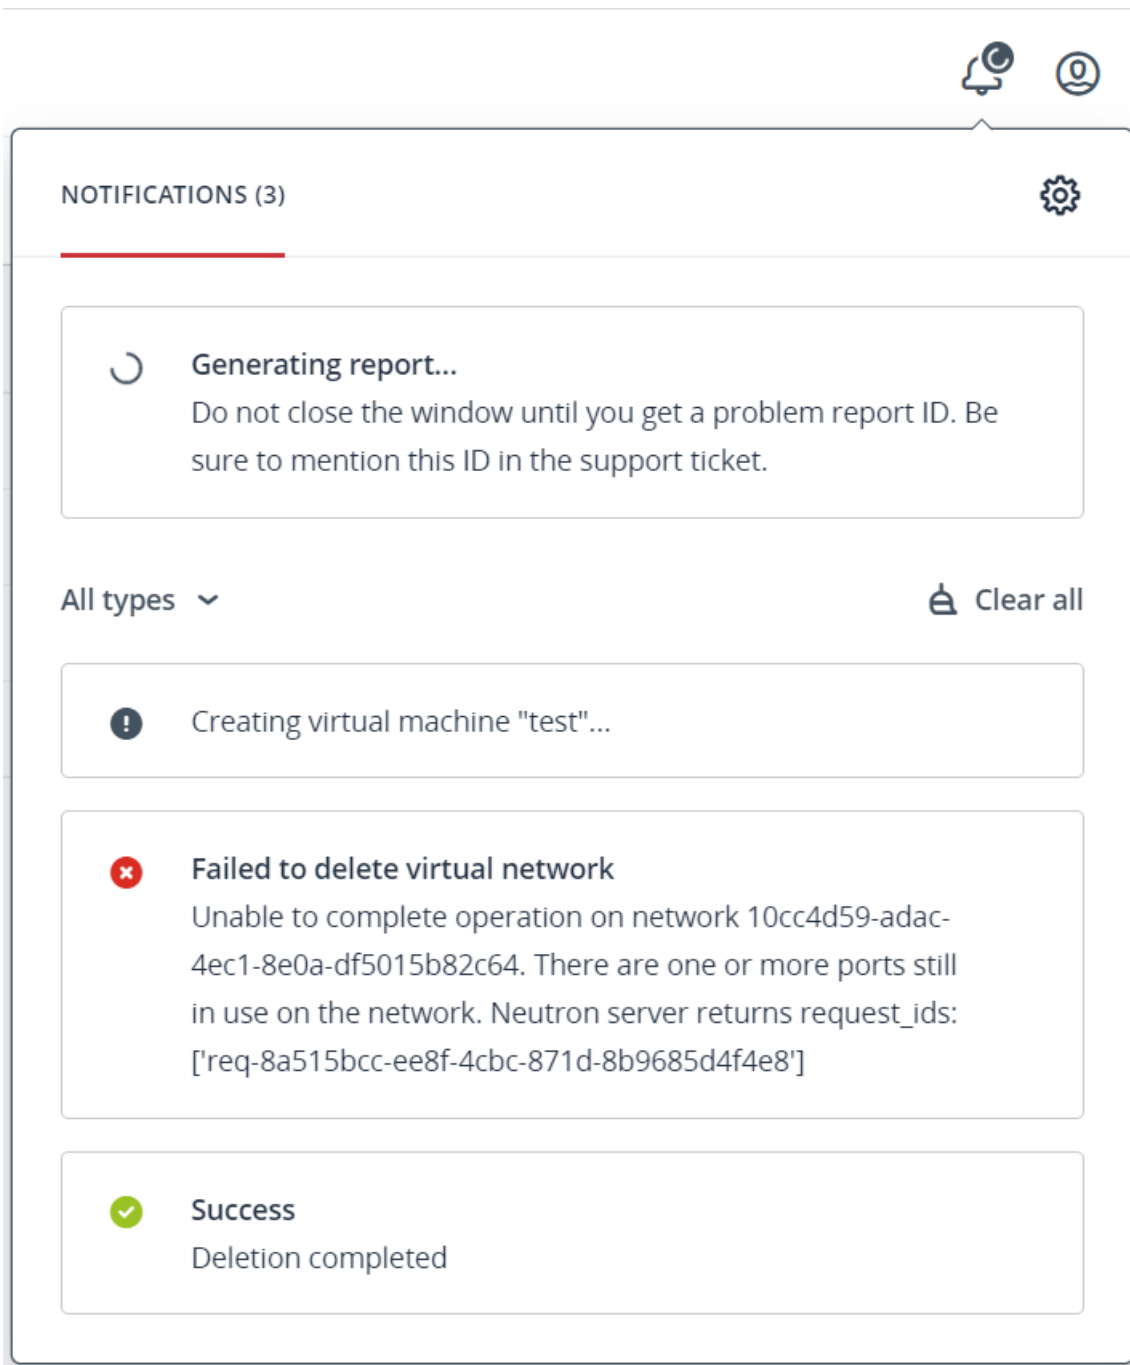 NOTIFICATIONS (3)
Generating report...
Do not close the window until you get a problem report ID. Be
sure to mention this ID in the support ticket.
All types
Clear all
Creating virtual machine "test"...
Failed to delete virtual network
Unable to complete operation on network 10cc4d59-adac-
4ec1-8e0a-df5015b82c64. There are one or more ports still
in use on the network. Neutron server returns request_ids:
['req-8a515bcc-ee8f-4cbc-871d-8b9685d4f4e8']
Success
Deletion completed